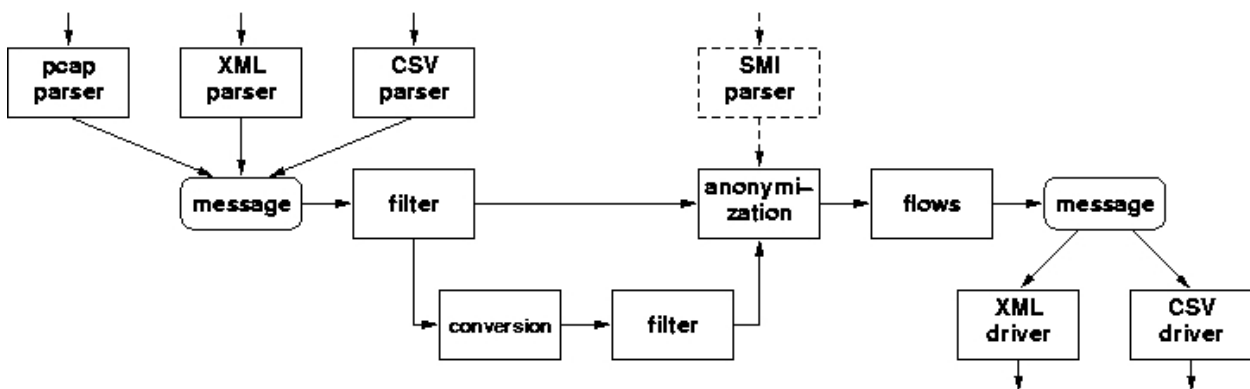 pcap
parser
XML
parser
CSV
parser
SMI
parser
message
filter
anonymi–
zation
flows
message
conversion
filter
XML
driver
CSV
driver